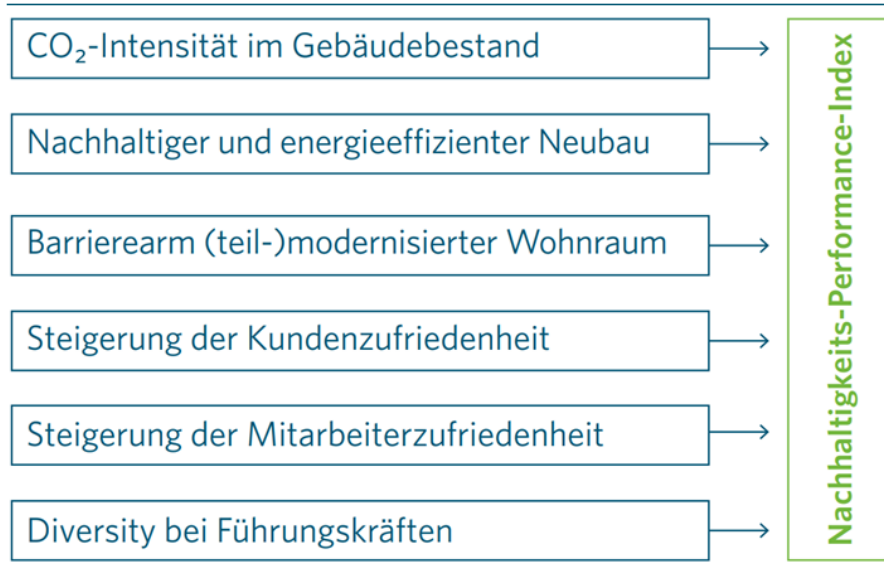 CO₂-Intensität im Gebäudebestand
Nachhaltiger und energieeffizienter Neubau
Barrierearm (teil-)modernisierter Wohnraum
Steigerung der Kundenzufriedenheit
Steigerung der Mitarbeiterzufriedenheit
Diversity bei Führungskräften
Nachhaltigkeits-Performance-Index